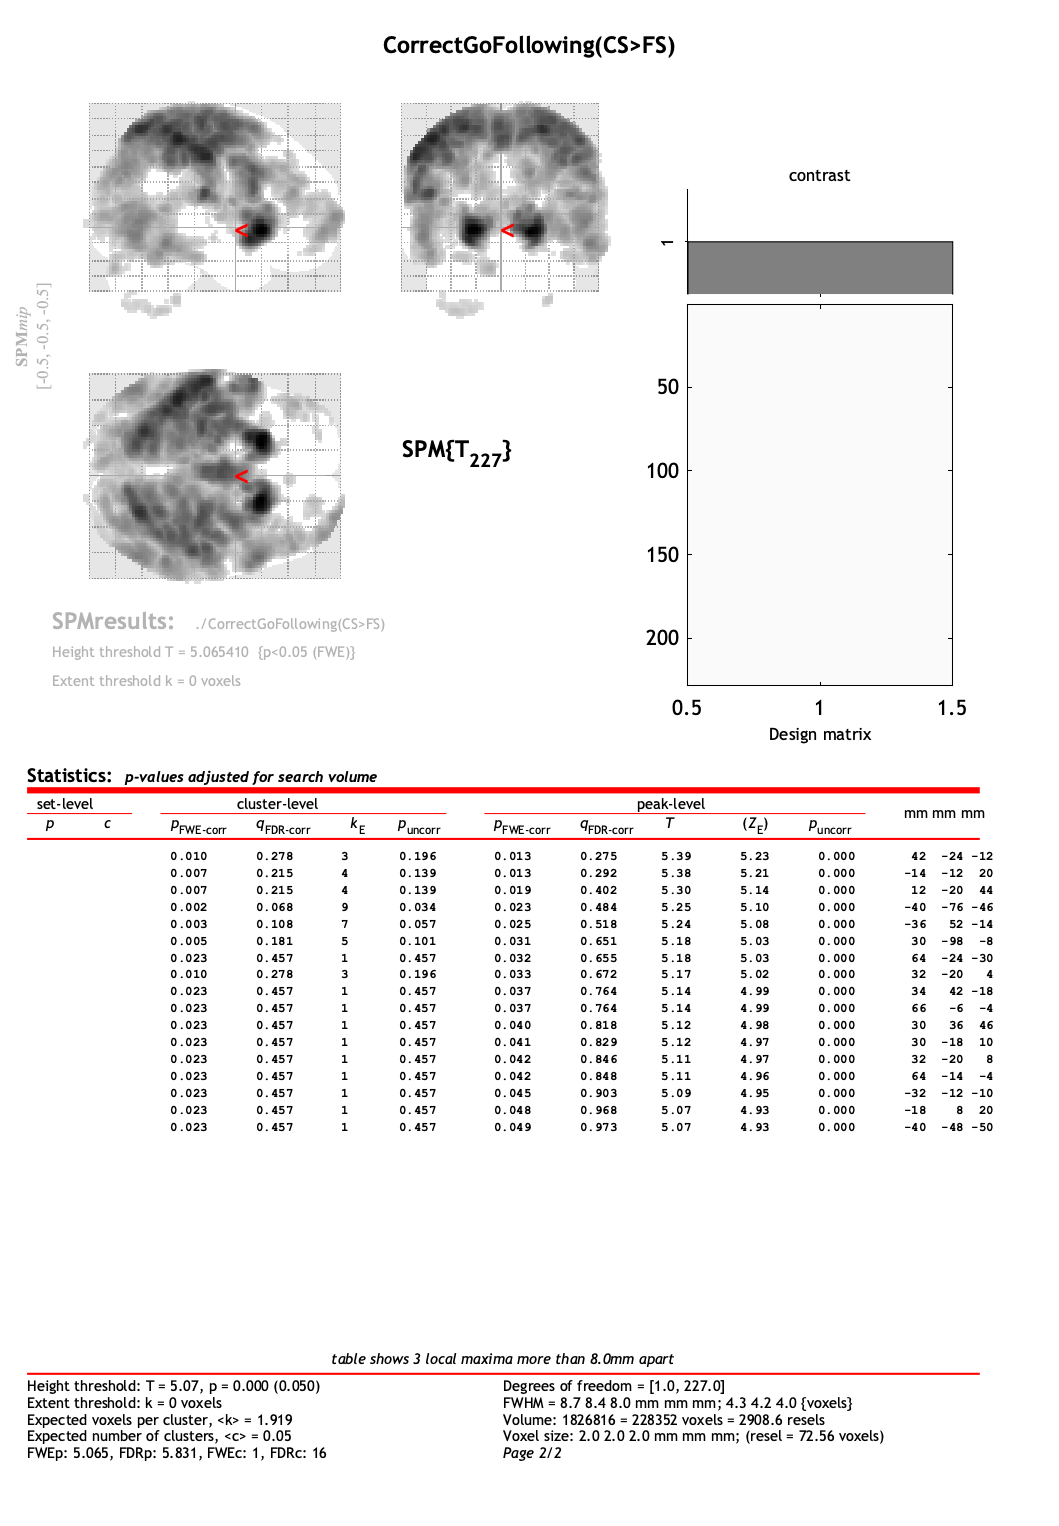 CorrectGoFollowing(CS>FS)
SPMmip
[-0.5, -0.5, -0.5]
<
<
<
SPM{T227}
contrast
1
50
100
150
200
0.5 1 1.5
Design matrix
SPMresults: ./CorrectGoFollowing(CS>FS)
Height threshold T = 5.065410 {p<0.05 (FWE)}
Extent threshold k = 0 voxels
Statistics: p-values adjusted for search volume
set-level cluster-level peak-level mm mm mm
p c pFWE-corr qFDR-corr kE puncorr pFWE-corr qFDR-corr T (ZE) puncorr
0.010 0.278 3 0.196 0.013 0.275 5.39 5.23 0.000 42 -24 -12
0.007 0.215 4 0.139 0.013 0.292 5.38 5.21 0.000 -14 -12 20
0.007 0.215 4 0.139 0.019 0.402 5.30 5.14 0.000 12 -20 44
0.002 0.068 9 0.034 0.023 0.484 5.25 5.10 0.000 -40 -76 -46
0.003 0.108 7 0.057 0.025 0.518 5.24 5.08 0.000 -36 52 -14
0.005 0.181 5 0.101 0.031 0.651 5.18 5.03 0.000 30 -98 -8
0.023 0.457 1 0.457 0.032 0.655 5.18 5.03 0.000 64 -24 -30
0.010 0.278 3 0.196 0.033 0.672 5.17 5.02 0.000 32 -20 4
0.023 0.457 1 0.457 0.037 0.764 5.14 4.99 0.000 34 42 -18
0.023 0.457 1 0.457 0.037 0.764 5.14 4.99 0.000 66 -6 -4
0.023 0.457 1 0.457 0.040 0.818 5.12 4.98 0.000 30 36 46
0.023 0.457 1 0.457 0.041 0.829 5.12 4.97 0.000 30 -18 10
0.023 0.457 1 0.457 0.042 0.846 5.11 4.97 0.000 32 -20 8
0.023 0.457 1 0.457 0.042 0.848 5.11 4.96 0.000 64 -14 -4
0.023 0.457 1 0.457 0.045 0.903 5.09 4.95 0.000 -32 -12 -10
0.023 0.457 1 0.457 0.048 0.968 5.07 4.93 0.000 -18 8 20
0.023 0.457 1 0.457 0.049 0.973 5.07 4.93 0.000 -40 -48 -50
table shows 3 local maxima more than 8.0mm apart
Height threshold: T = 5.07, p = 0.000 (0.050)
Extent threshold: k = 0 voxels
Expected voxels per cluster, <k> = 1.919
Expected number of clusters, <c> = 0.05
FWEp: 5.065, FDRp: 5.831, FWEc: 1, FDRc: 16
Degrees of freedom = [1.0, 227.0]
FWHM = 8.7 8.4 8.0 mm mm mm; 4.3 4.2 4.0 {voxels}
Volume: 1826816 = 228352 voxels = 2908.6 resels
Voxel size: 2.0 2.0 2.0 mm mm mm; (resel = 72.56 voxels)
Page 2/2